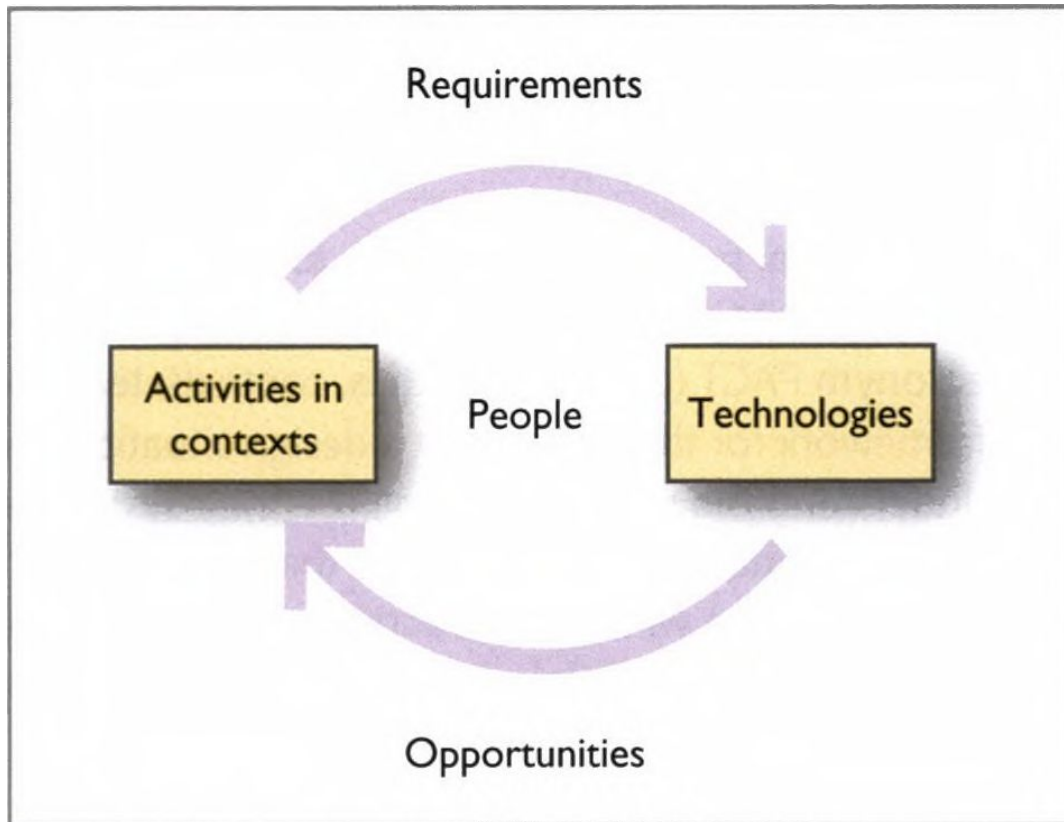 Requirements
Activities in
contexts
People
Technologies
Opportunities